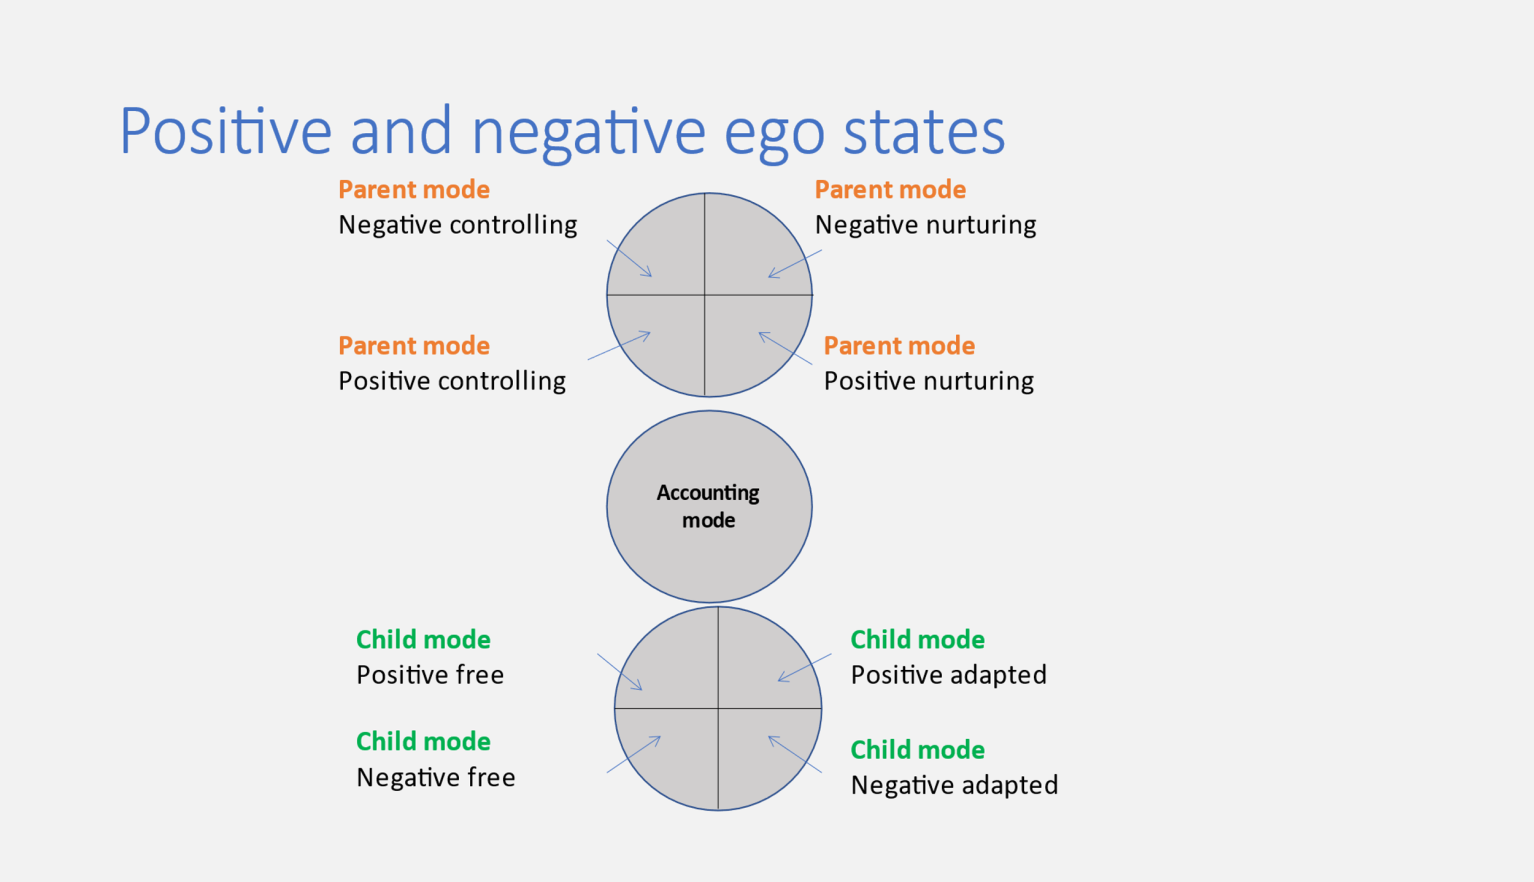 Positive and negative ego states
Parent mode
Negative controlling
Parent mode
Negative nurturing
Parent mode
Positive controlling
Parent mode
Positive nurturing
Accounting
mode
Child mode
Positive free
Child mode
Positive adapted
Child mode
Negative free
Child mode
Negative adapted